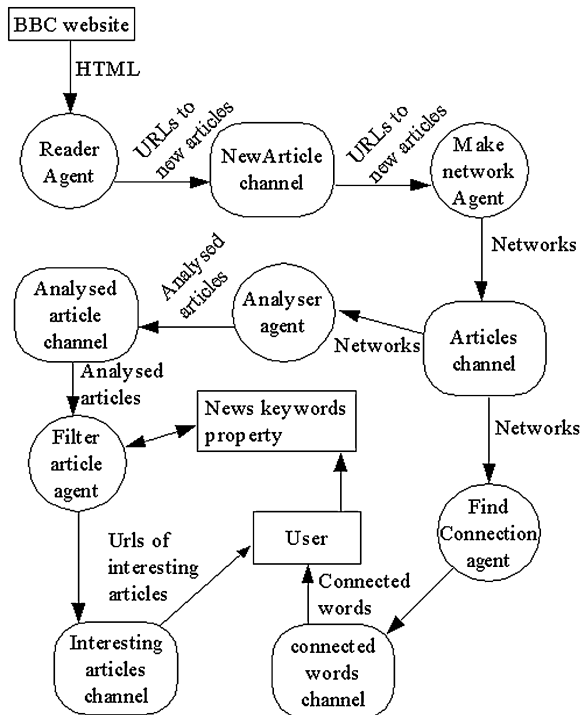 BBC website
HTML
Reader
Agent
URLs to
new articles
NewArticle
channel
URLs to
new articles
Make
network
Agent
Networks
Analysed
article
channel
Analysed
articles
Analyser
agent
Networks
Articles
channel
Analysed
articles
Networks
Filter
article
agent
News keywords
property
Find
Connection
agent
Urls of
interesting
articles
User
Connected
words
Interesting
articles
channel
connected
words
channel